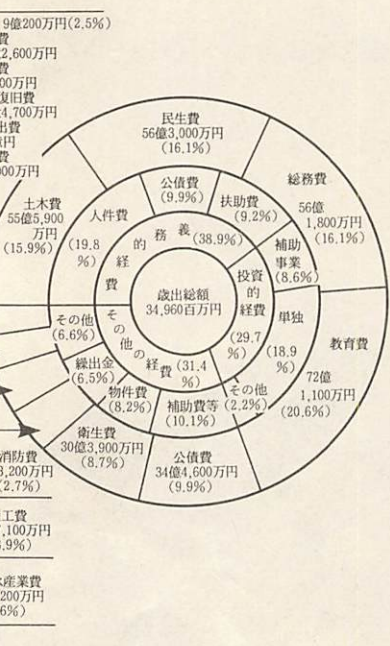 9億200万円(2.5%)
費
2,600万円
費
00万円
復旧費
4,700万円
出費
費
000万円
土木費
55億5,900
万円
(15.9%)
民生費
56億3,000万円
(16.1%)
総務費
56億
1,800万円
(16.1%)
教育費
72億
1,100万円
(20.6%)
公債費
34億4,600万円
(9.9%)
衛生費
30億3,900万円
(8.7%)
消防費
3,200万円
(2.7%)
工費
,100万円
.9%)
産業費
200万円
6%)
人件費
(19.8
%)
公債費
(9.9%)
扶助費
(9.2%)
補助
事業
(8.6%)
単独
(18.9
%)
その他
(2.2%)
補助費等
(10.1%)
物件費
(8.2%)
繰出金
(6.5%)
その他
(6.6%)
義務的経費
(38.9%)
投資
的
経費
(29.7
%)
その他の経費
(31.4
%)
歳出総額
34,960百万円